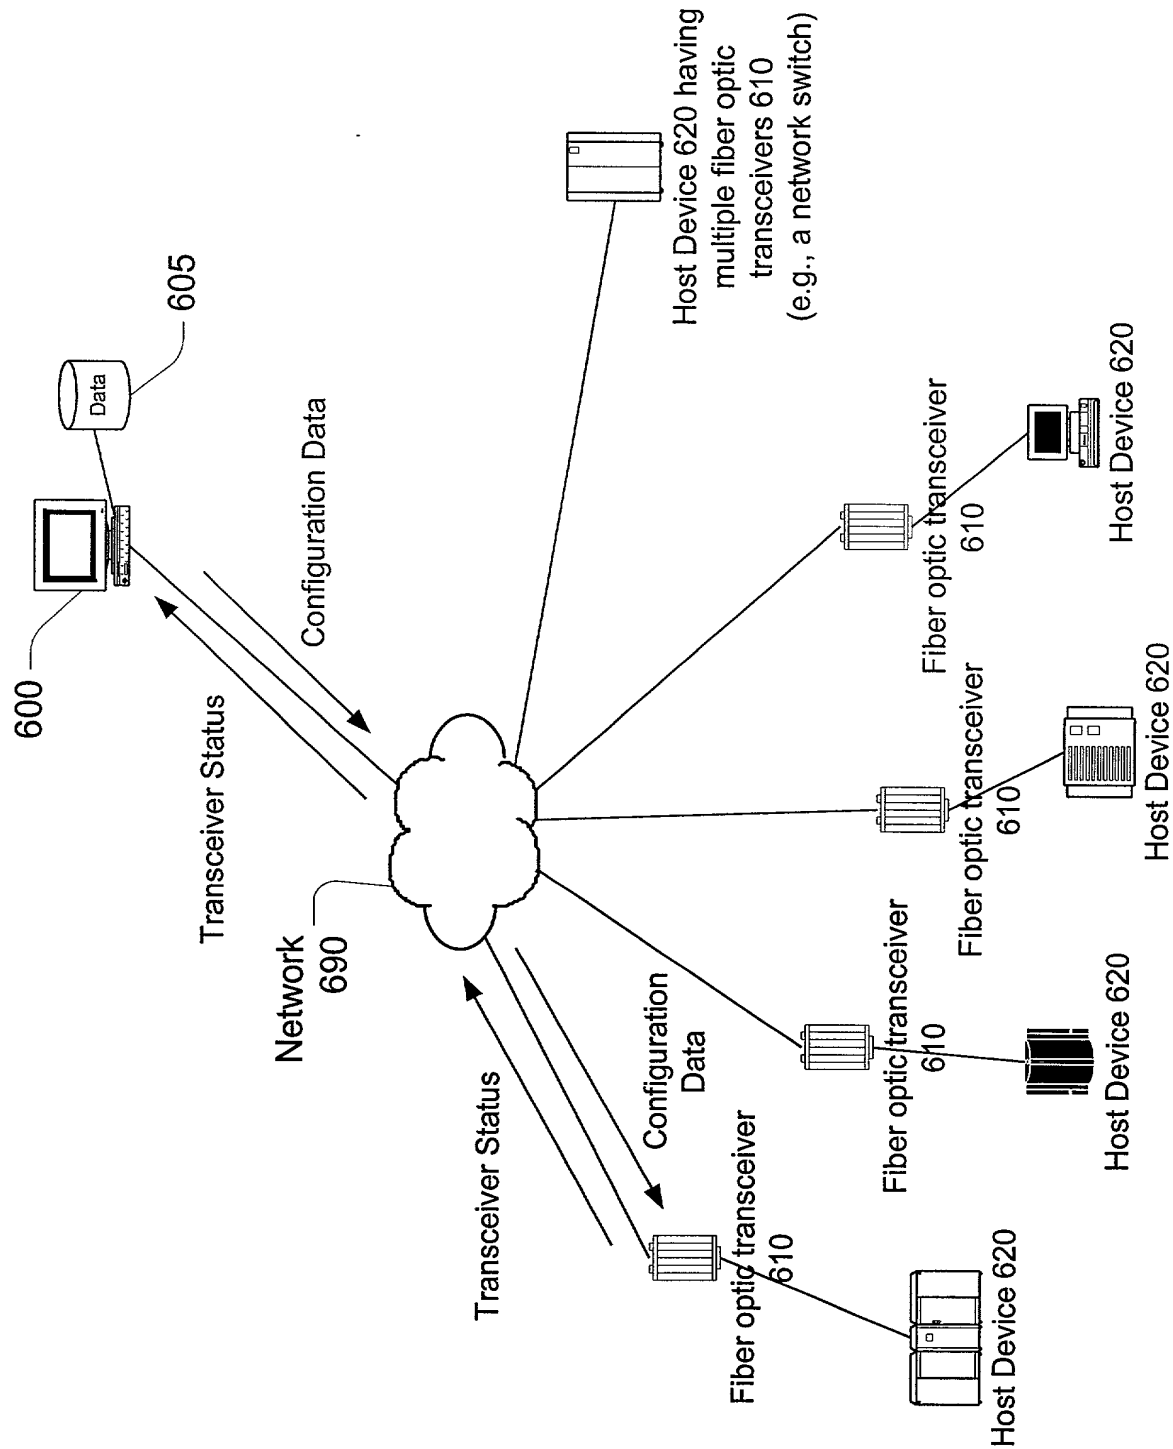 600
Data
605
Transceiver Status
Configuration Data
Network
690
Transceiver Status
Configuration
Data
Host Device 620 having
multiple fiber optic
transceivers 610
(e.g., a network switch)
Fiber optic transceiver
610
Host Device 620
Fiber optic transceiver
610
Host Device 620
Fiber optic transceiver
610
Host Device 620
Fiber optic transceiver
610
Host Device 620